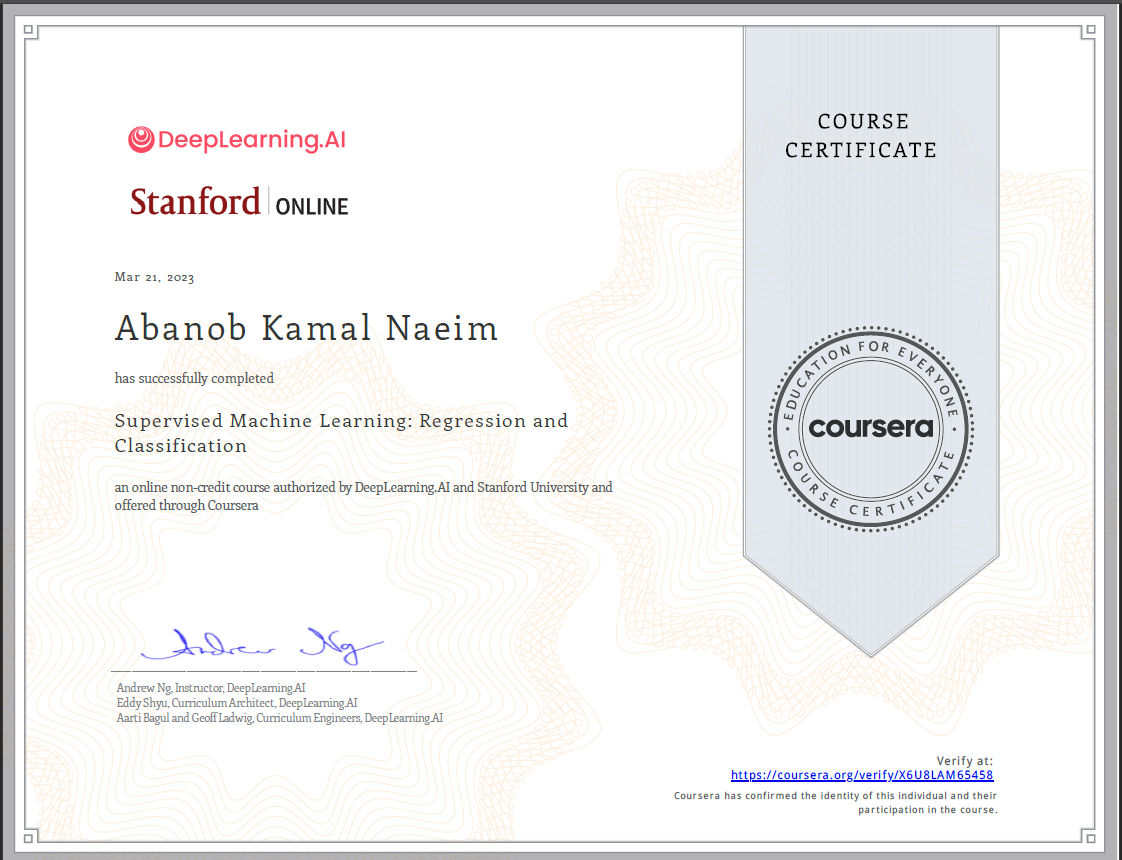 DeepLearning.AI
Stanford | ONLINE
COURSE
CERTIFICATE
Mar 21, 2023
Abanob Kamal Naeim
has successfully completed
Supervised Machine Learning: Regression and
Classification
an online non-credit course authorized by DeepLearning.AI and Stanford University and
offered through Coursera
EDUCATION FOR EVERYONE
coursera
COURSE CERTIFICATE
Andrew Ng
Andrew Ng, Instructor, DeepLearning.AI
Eddy Shyu, Curriculum Architect, DeepLearning.AI
Aarti Bagul and Geoff Ladwig, Curriculum Engineers, DeepLearning.AI
Verify at:
https://coursera.org/verify/X6U8LAM65458
Coursera has confirmed the identity of this individual and their
participation in the course.